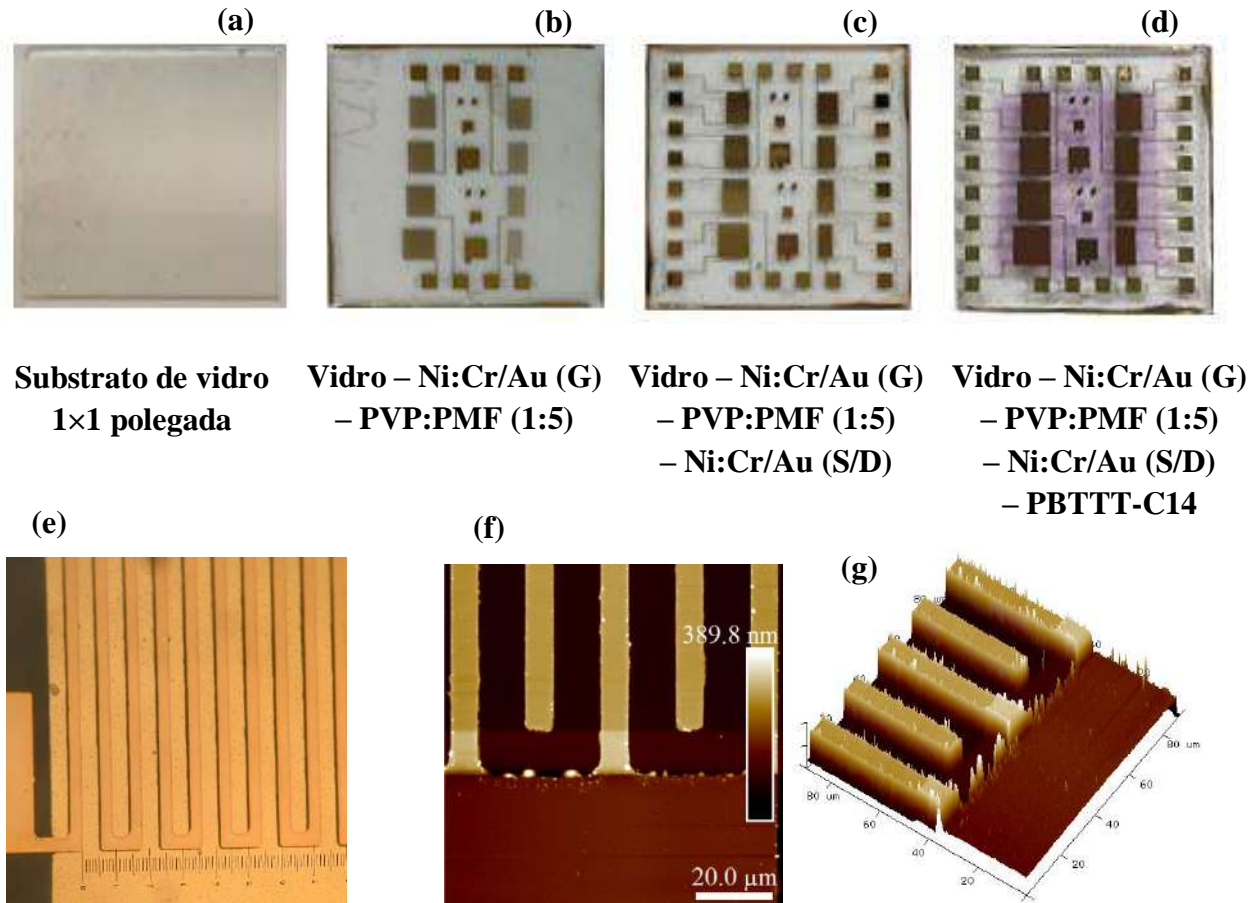 (a)
(b)
(c)
(d)
Substrato de vidro
1×1 polegada
Vidro – Ni:Cr/Au (G)
– PVP:PMF (1:5)
Vidro – Ni:Cr/Au (G)
– PVP:PMF (1:5)
– Ni:Cr/Au (S/D)
Vidro – Ni:Cr/Au (G)
– PVP:PMF (1:5)
– Ni:Cr/Au (S/D)
– PBTTT-C14
(e)
(f)
(g)
389.8 nm
20.0 μm
80 um
60
40
20
20
40
60
80 um